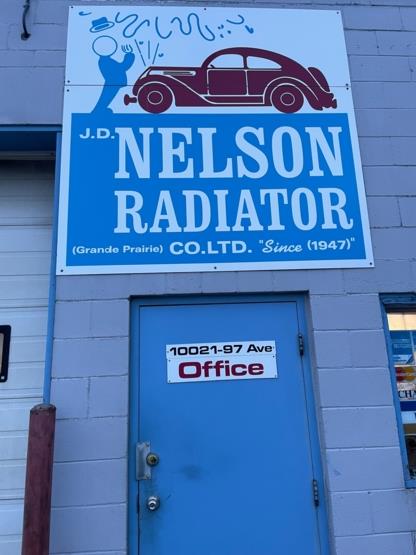 J.D. NELSON
RADIATOR
(Grande Prairie) CO.LTD. "Since (1947)"
10021-97 Ave
Office